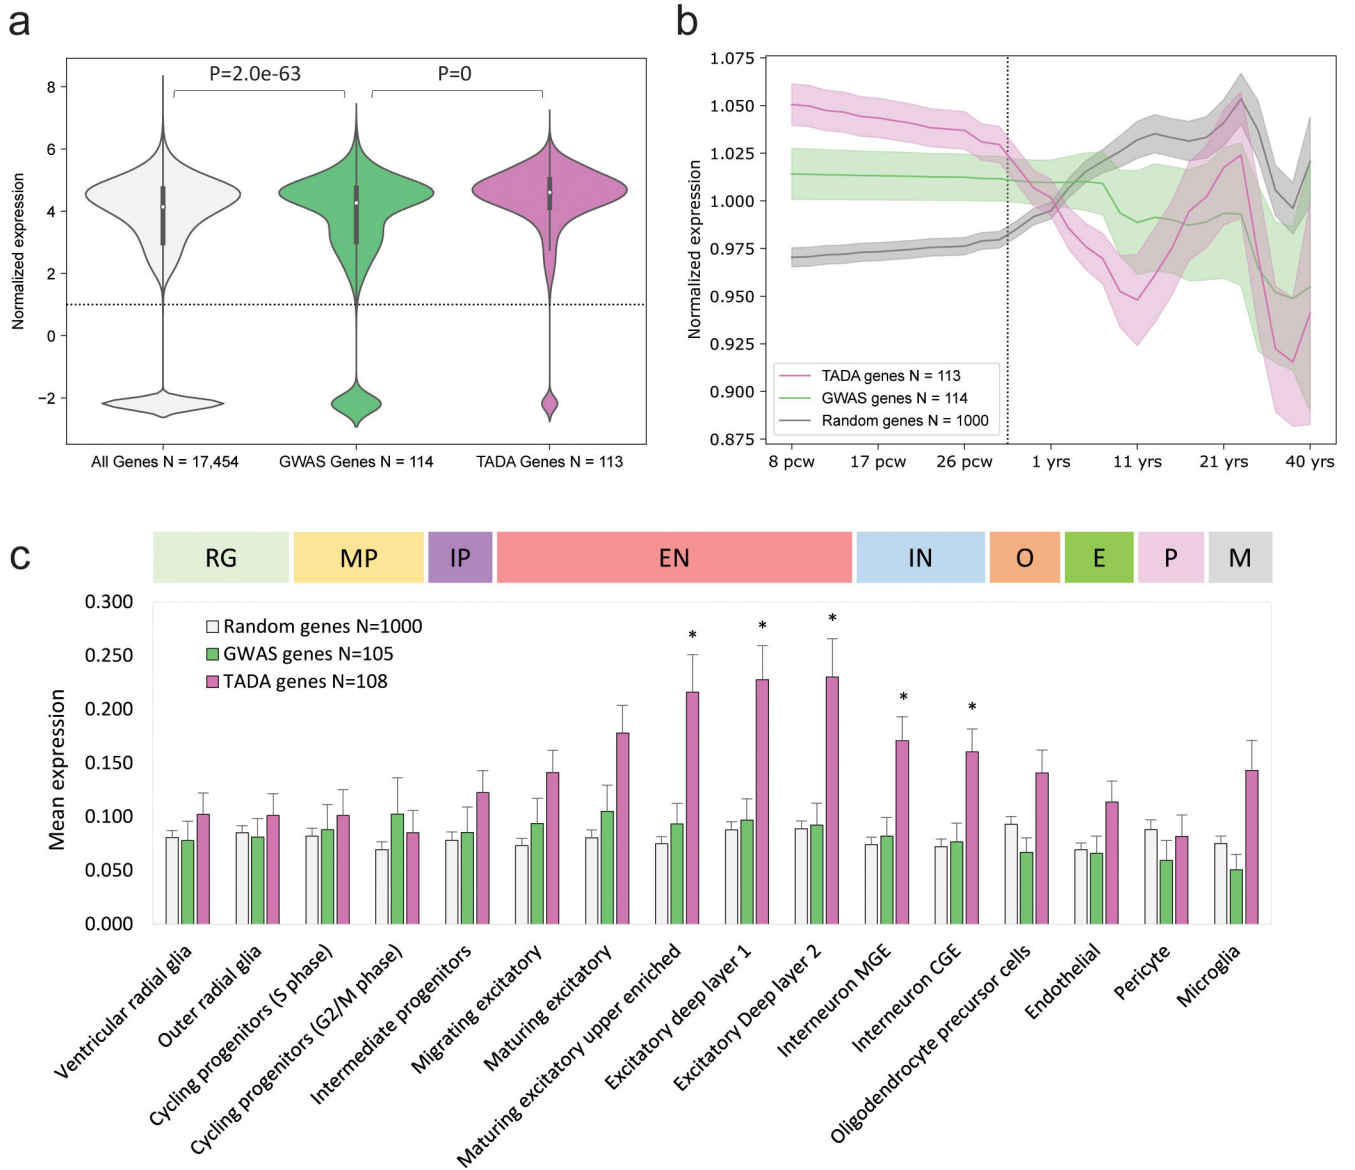 a
P=2.0e-63
P=0
Normalized expression
8
6
4
2
0
−2
All Genes N = 17,454
GWAS Genes N = 114
TADA Genes N = 113
b
Normalized expression
1.075
1.050
1.025
1.000
0.975
0.950
0.925
0.900
0.875
TADA genes N = 113
GWAS genes N = 114
Random genes N = 1000
8 pcw
17 pcw
26 pcw
1 yrs
11 yrs
21 yrs
40 yrs
c
RG
MP
IP
EN
IN
O
E
P
M
Mean expression
0.300
0.250
0.200
0.150
0.100
0.050
0.000
Random genes N=1000
GWAS genes N=105
TADA genes N=108
*
*
*
*
*
Ventricular radial glia
Outer radial glia
Cycling progenitors (S phase)
Cycling progenitors (G2/M phase)
Intermediate progenitors
Migrating excitatory
Maturing excitatory
Maturing excitatory upper enriched
Excitatory deep layer 1
Excitatory Deep layer 2
Interneuron MGE
Interneuron CGE
Oligodendrocyte precursor cells
Endothelial
Pericyte
Microglia